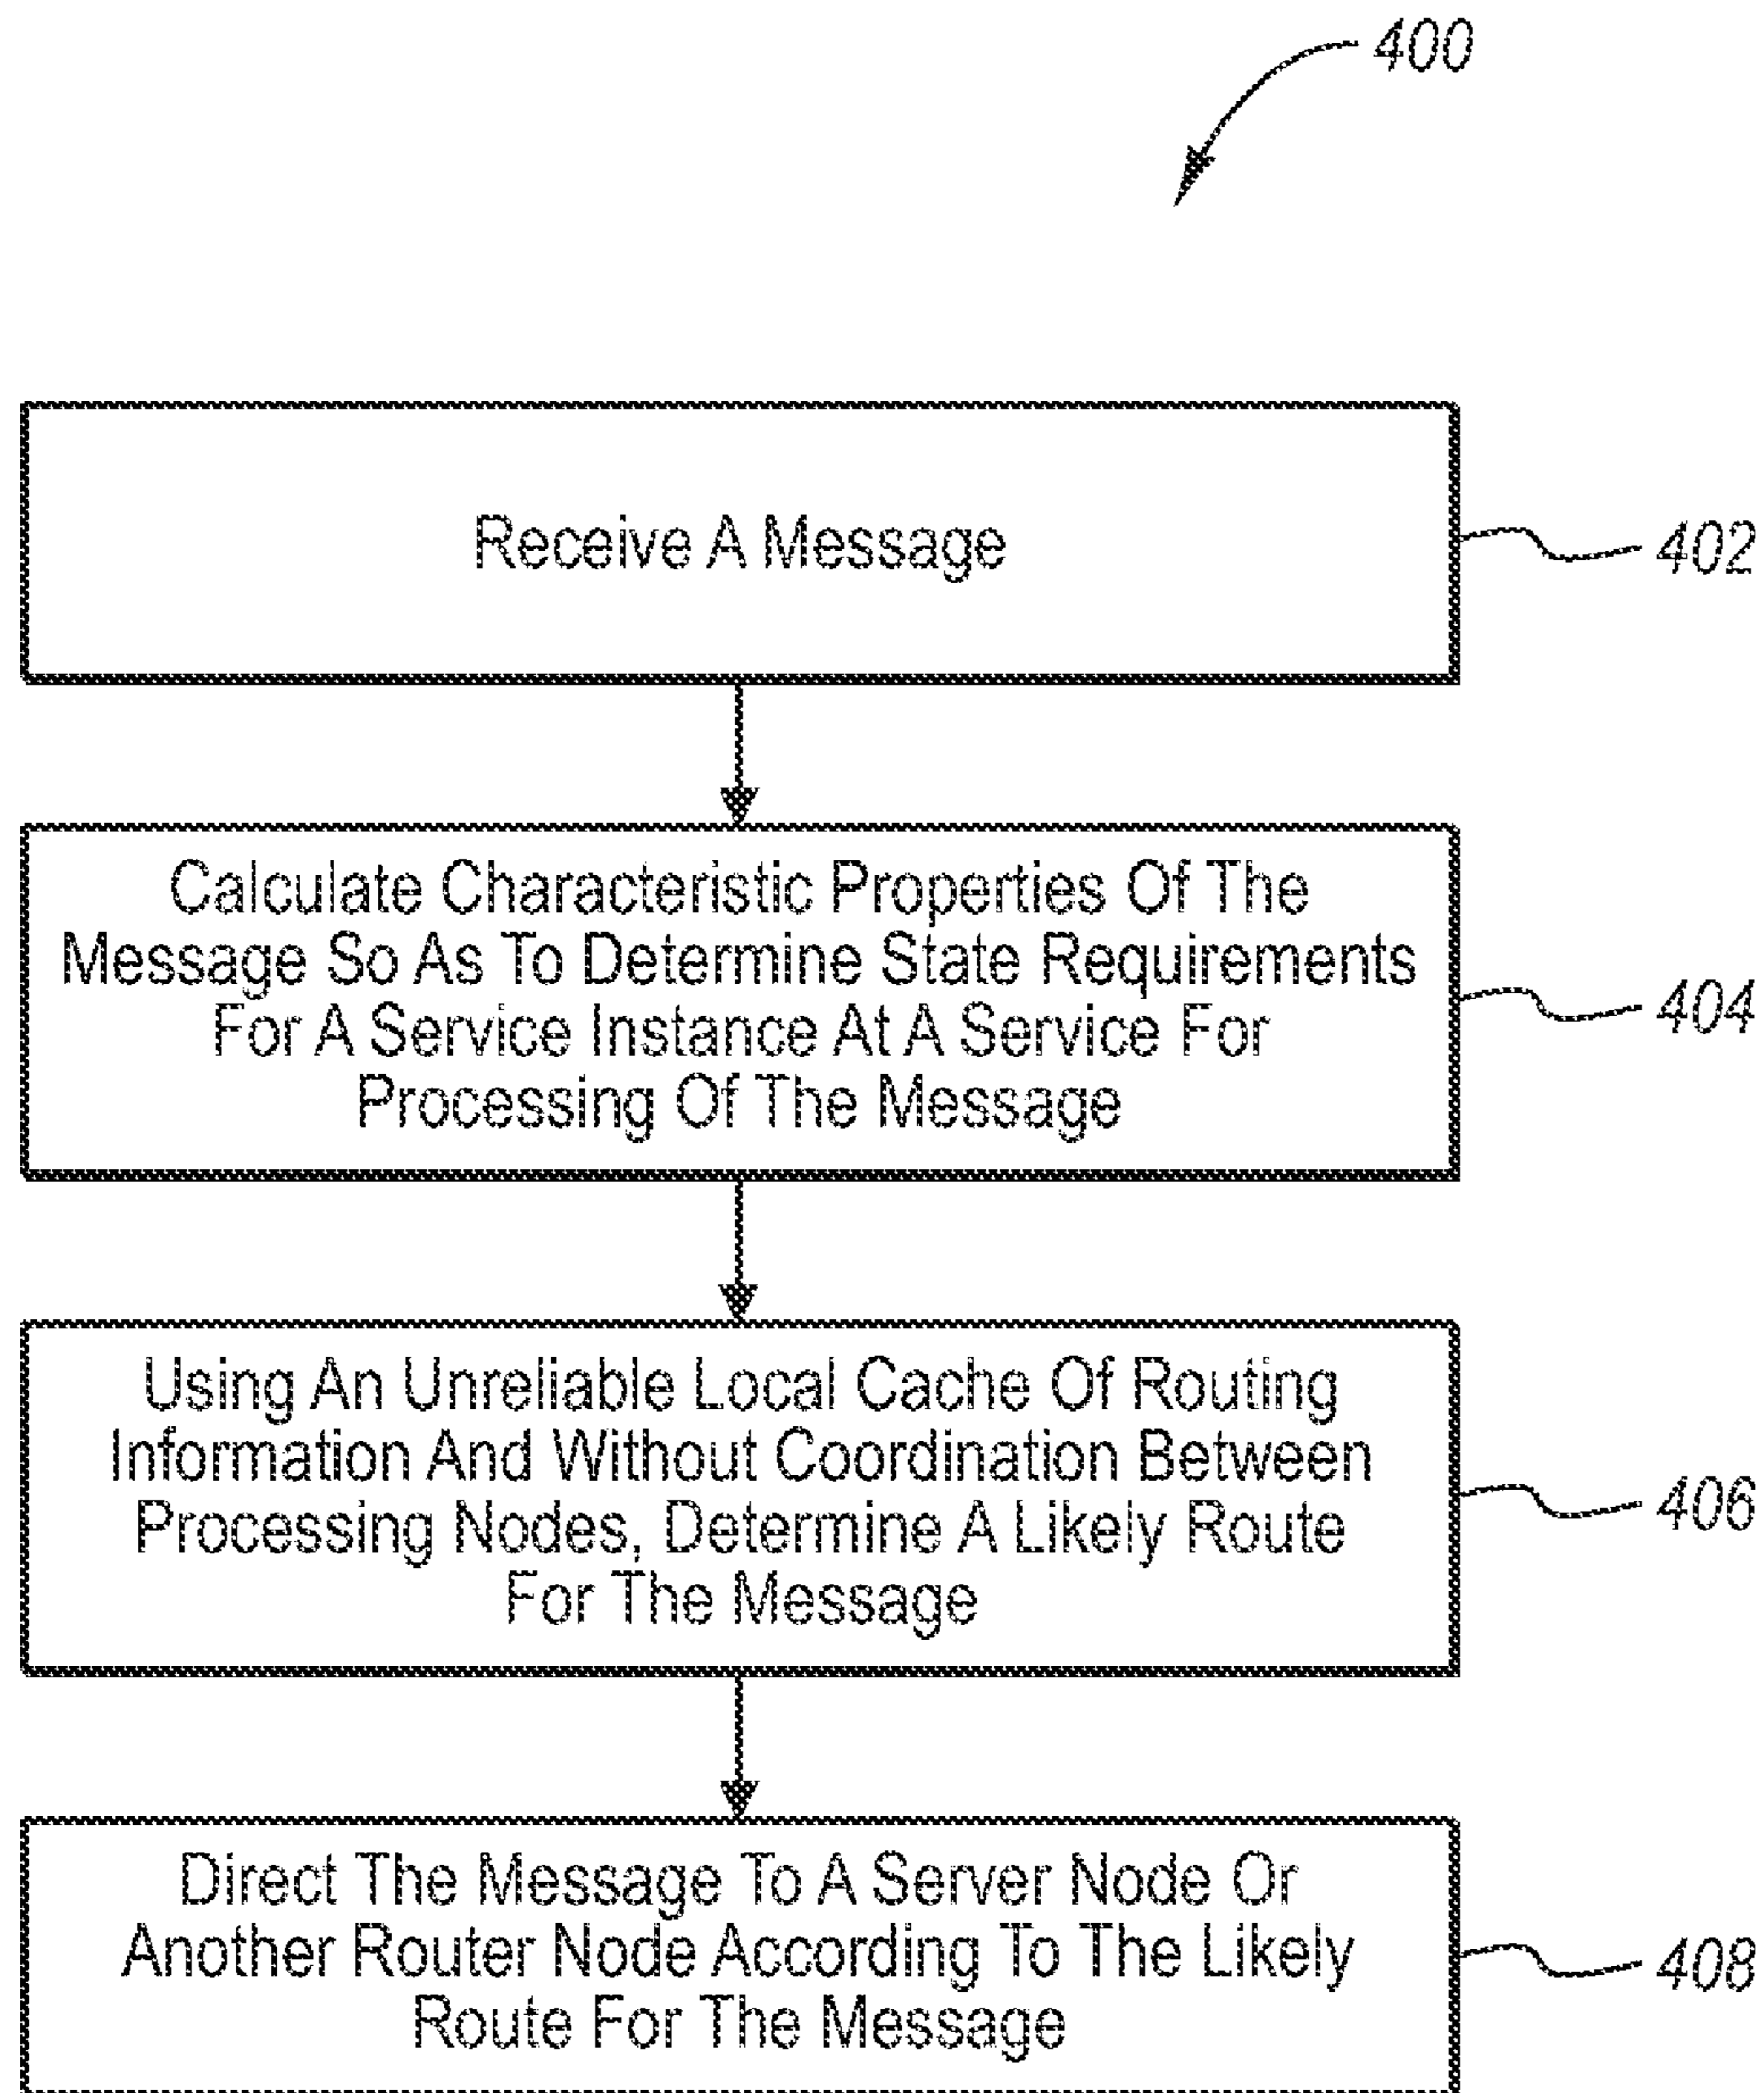 400
Receive A Message
402
Calculate Characteristic Properties Of The
Message So As To Determine State Requirements
For A Service Instance At A Service For
Processing Of The Message
404
Using An Unreliable Local Cache Of Routing
Information And Without Coordination Between
Processing Nodes, Determine A Likely Route
For The Message
406
Direct The Message To A Server Node Or
Another Router Node According To The Likely
Route For The Message
408